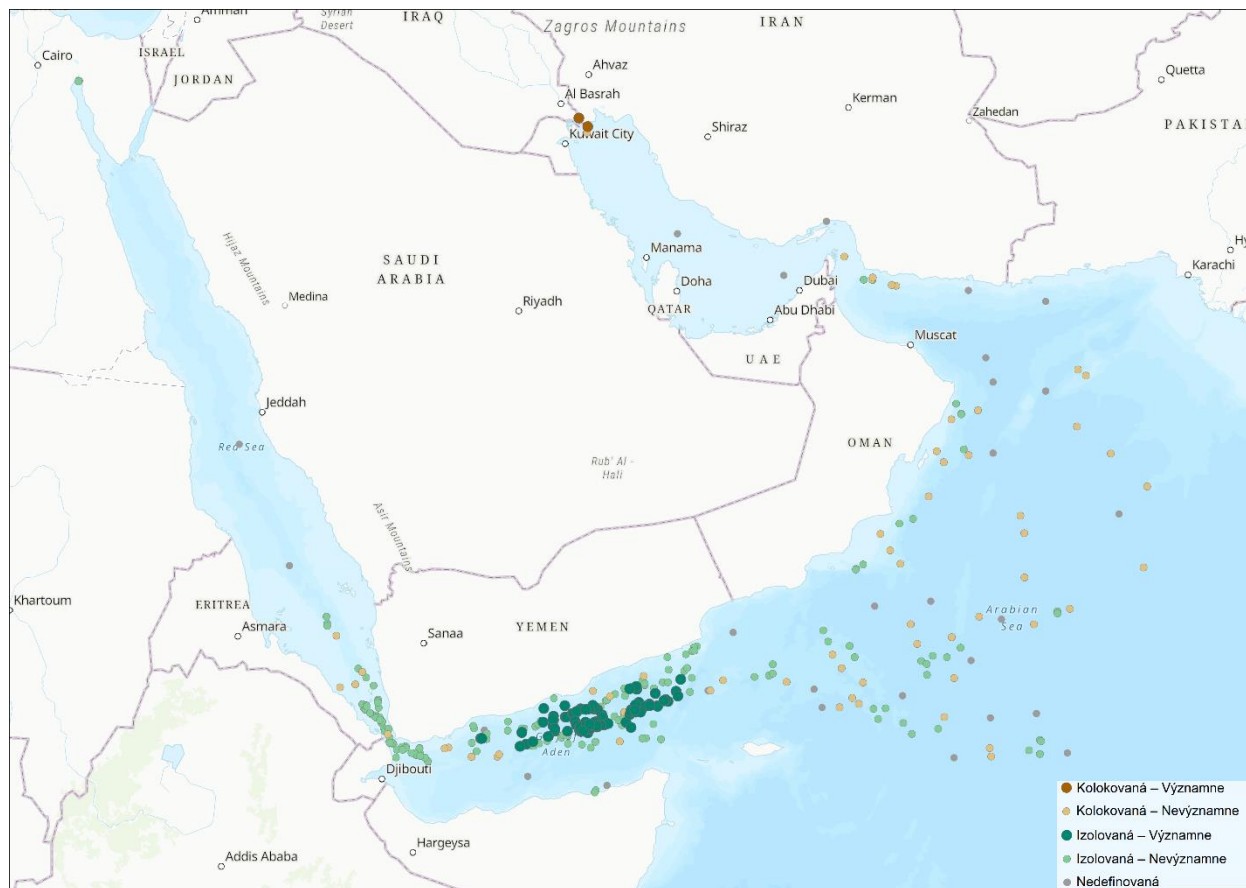 Amman
Syrian
Desert
IRAQ
Zagros Mountains
IRAN
Cairo
ISRAEL
JORDAN
Ahvaz
Al Basrah
Kerman
Quetta
Zahedan
PAKISTAN
Kuwait City
Shiraz
Hijaz Mountains
SAUDI
ARABIA
Manama
Doha
Dubai
Karachi
Hy
Medina
Riyadh
QATAR
Abu Dhabi
UAE
Muscat
Jeddah
Red Sea
OMAN
Rub' Al -
Hali
Asir Mountains
Khartoum
ERITREA
Asmara
Sanaa
YEMEN
Arabian
Sea
Aden
Djibouti
Hargeysa
Addis Ababa
Kolokovaná – Významne
Kolokovaná – Nevýznamne
Izolovaná – Významne
Izolovaná – Nevýznamne
Nedefinovaná